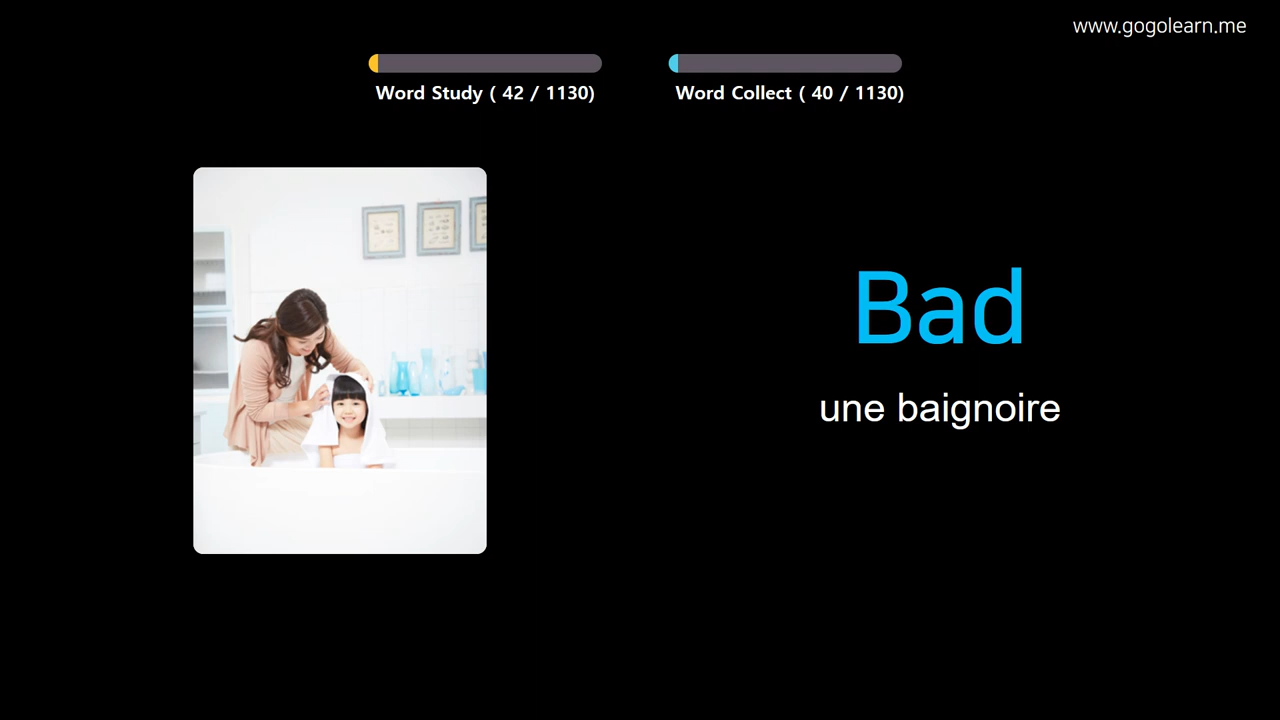 www.gogolearn.me
Word Study ( 42 / 1130)
Word Collect ( 40 / 1130)
Bad
une baignoire